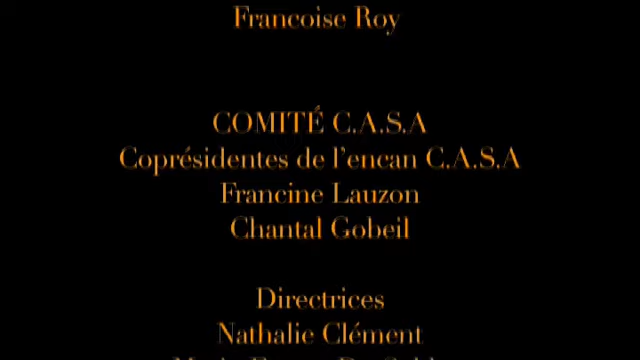 Francoise Roy
COMITÉ C.A.S.A
Coprésidentes de l'encan C.A.S.A
Francine Lauzon
Chantal Gobeil
Directrices
Nathalie Clément